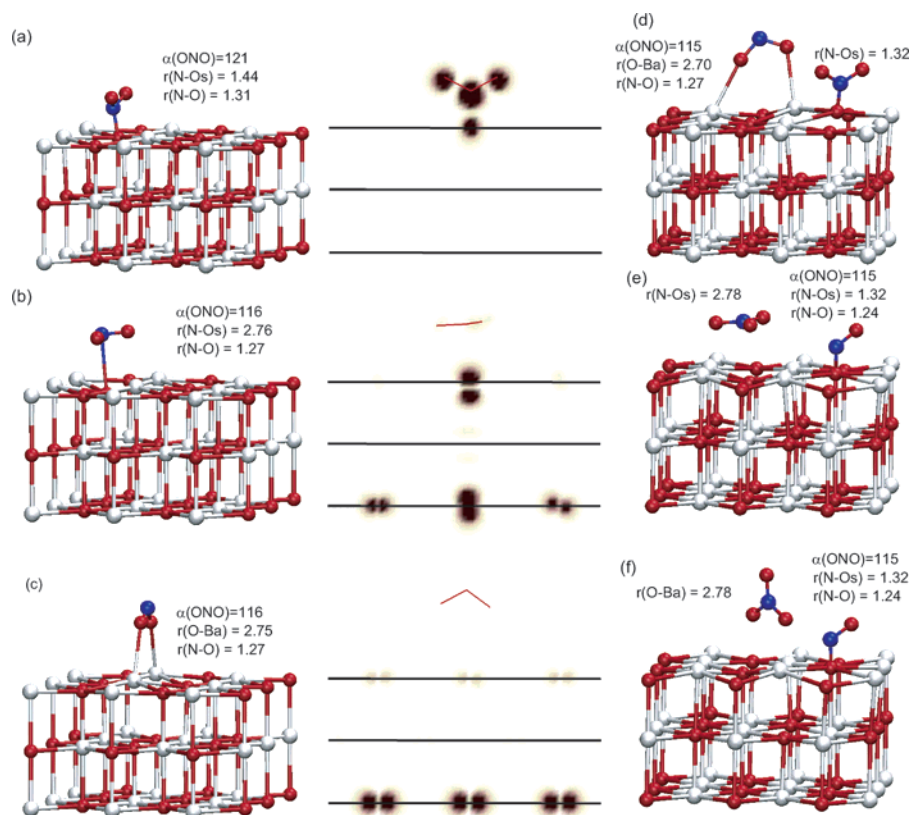 (a)
α(ONO)=121
r(N-Os) = 1.44
r(N-O) = 1.31
(d)
α(ONO)=115
r(O-Ba) = 2.70
r(N-O) = 1.27
r(N-Os) = 1.32
(b)
α(ONO)=116
r(N-Os) = 2.76
r(N-O) = 1.27
(e)
r(N-Os) = 2.78
α(ONO)=115
r(N-Os) = 1.32
r(N-O) = 1.24
(c)
α(ONO)=116
r(O-Ba) = 2.75
r(N-O) = 1.27
(f)
r(O-Ba) = 2.78
α(ONO)=115
r(N-Os) = 1.32
r(N-O) = 1.24